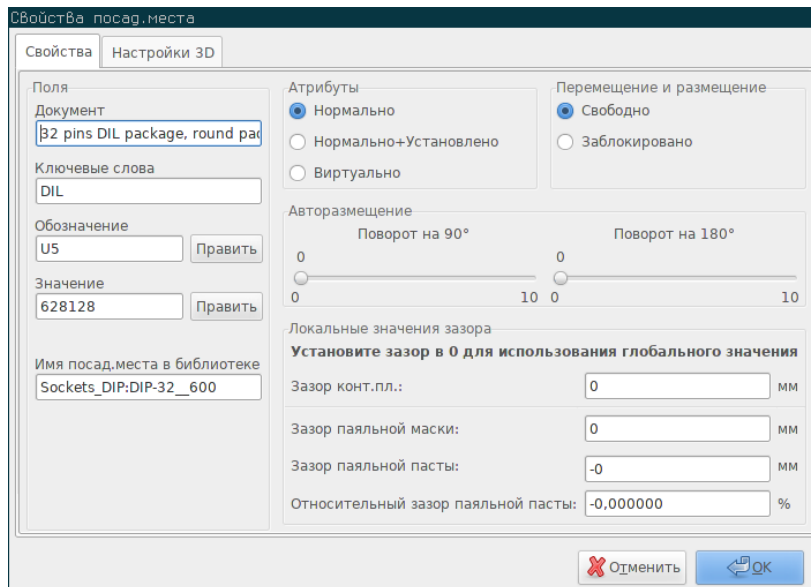 Свойства посад.места
Свойства
Настройки 3D
Поля
Документ
32 pins DIL package, round pad
Ключевые слова
DIL
Обозначение
U5
Править
Значение
628128
Править
Имя посад.места в библиотеке
Sockets_DIP:DIP-32__600
Атрибуты
Нормально
Нормально+Установлено
Виртуально
Перемещение и размещение
Свободно
Заблокировано
Авторазмещение
Поворот на 90°
0
0 10
Поворот на 180°
0
0 10
Локальные значения зазора
Установите зазор в 0 для использования глобального значения
Зазор конт.пл.: 0 мм
Зазор паяльной маски: 0 мм
Зазор паяльной пасты: -0 мм
Относительный зазор паяльной пасты: -0,000000 %
Отменить
OK